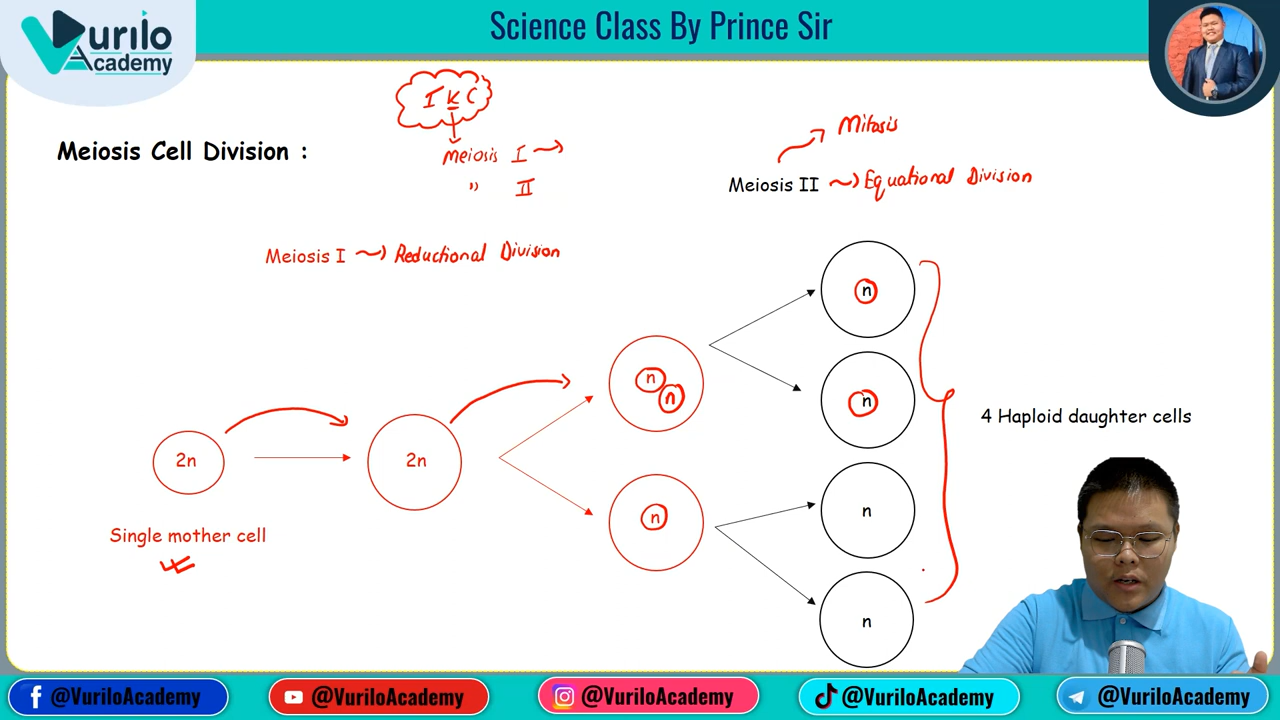 Vurilo
Academy
Science Class By Prince Sir
I K C
Meiosis Cell Division :
Meiosis I
" II
Mitosis
Meiosis II Equational Division
Meiosis I Reductional Division
n
n
n
n
2n
2n
n
n
n
Single mother cell
4 Haploid daughter cells
@VuriloAcademy
@VuriloAcademy
@VuriloAcademy
@VuriloAcademy
@VuriloAcademy